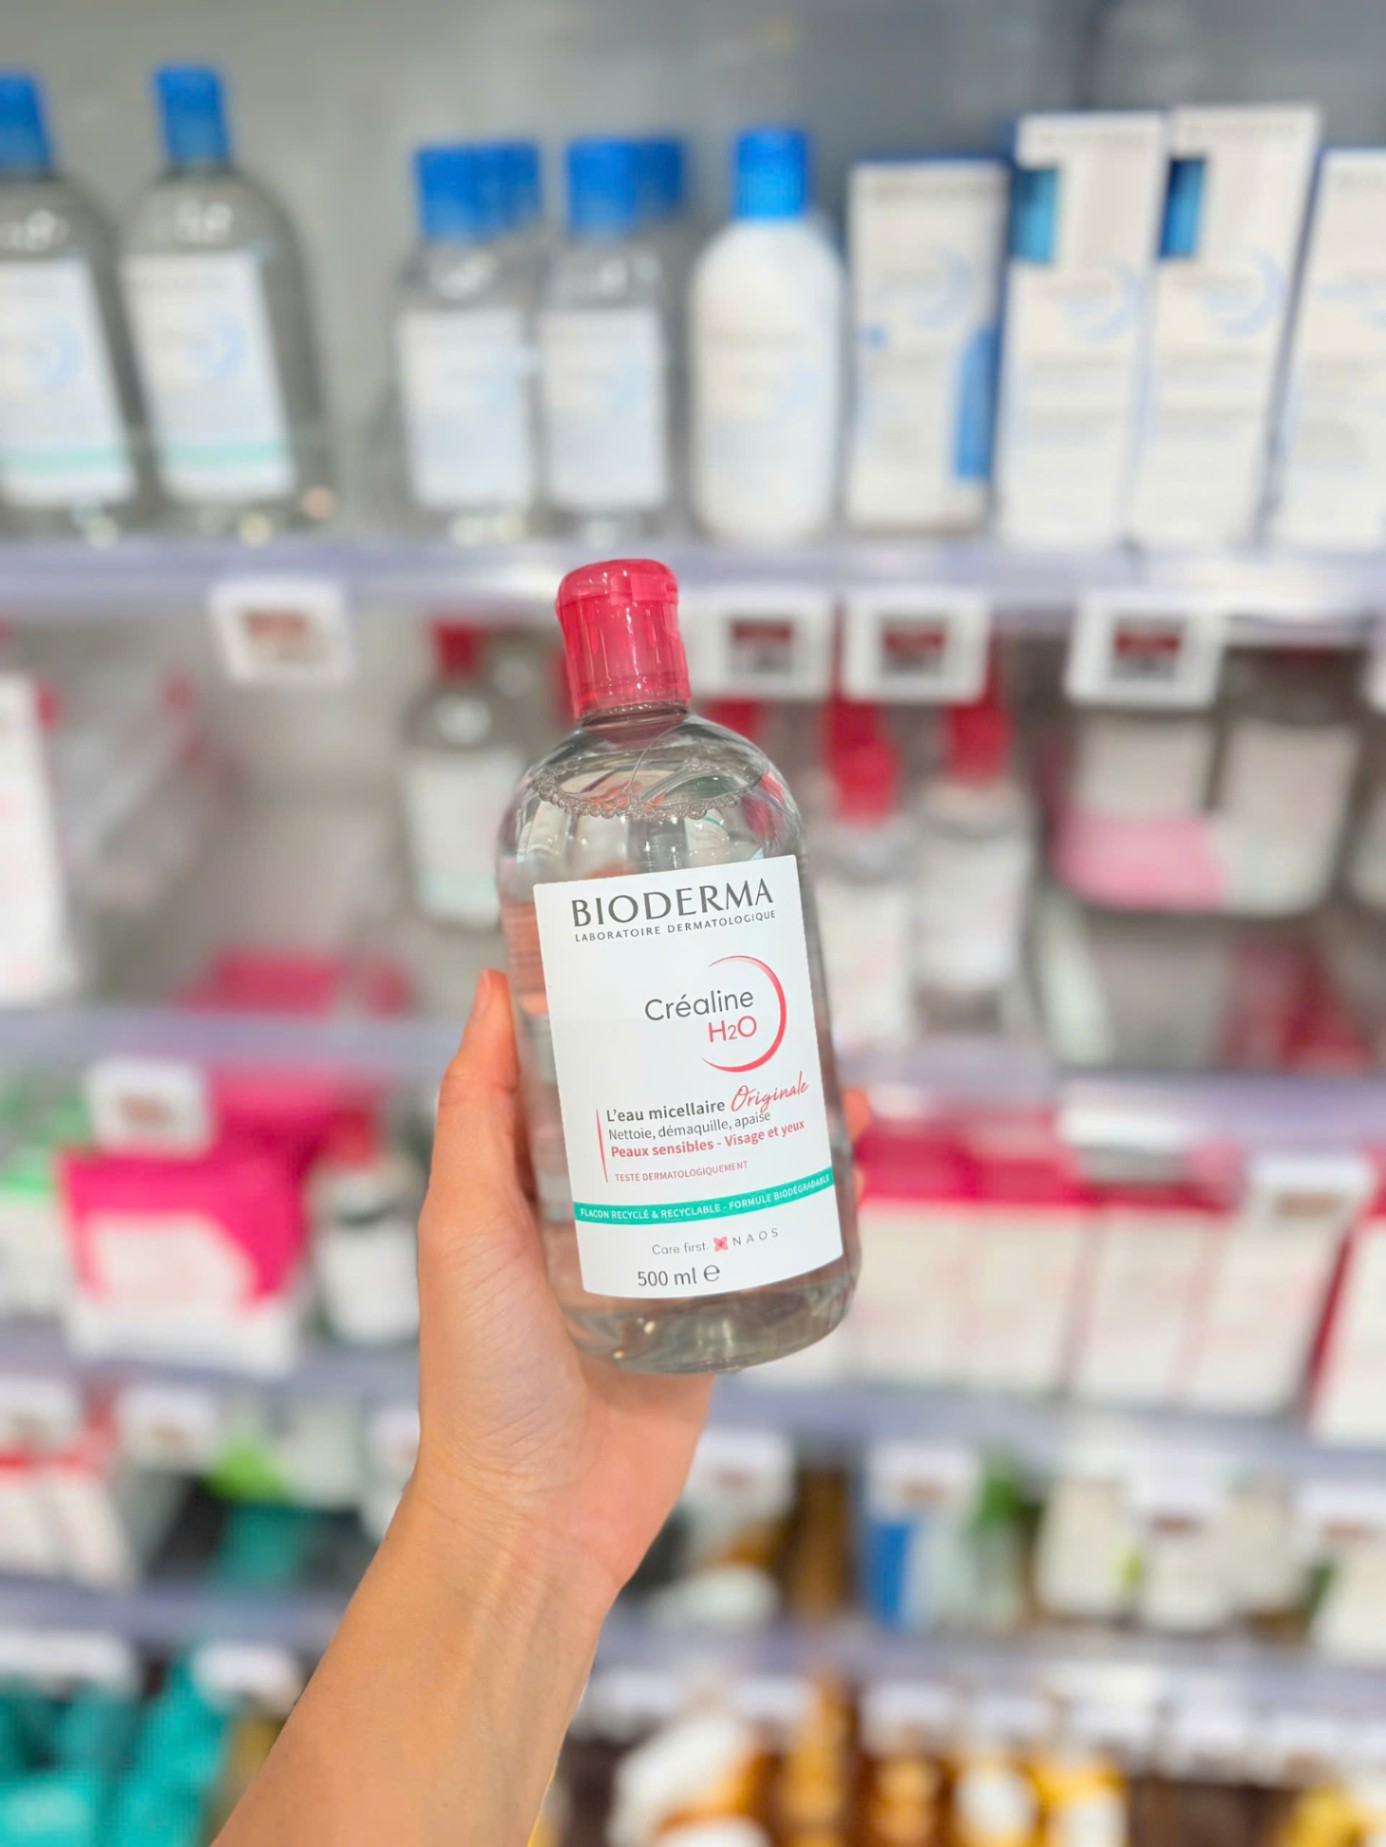 BIODERMA
LABORATOIRE DERMATOLOGIQUE
Créaline
H2O
L'eau micellaire Originale
Nettoie, démaquille, apaise
Peaux sensibles - Visage et yeux
TESTÉ DERMATOLOGIQUEMENT
FLACON RECYCLÉ & RECYCLABLE - FORMULE BIODÉGRADABLE
Care first. NAOS
500 ml ℮